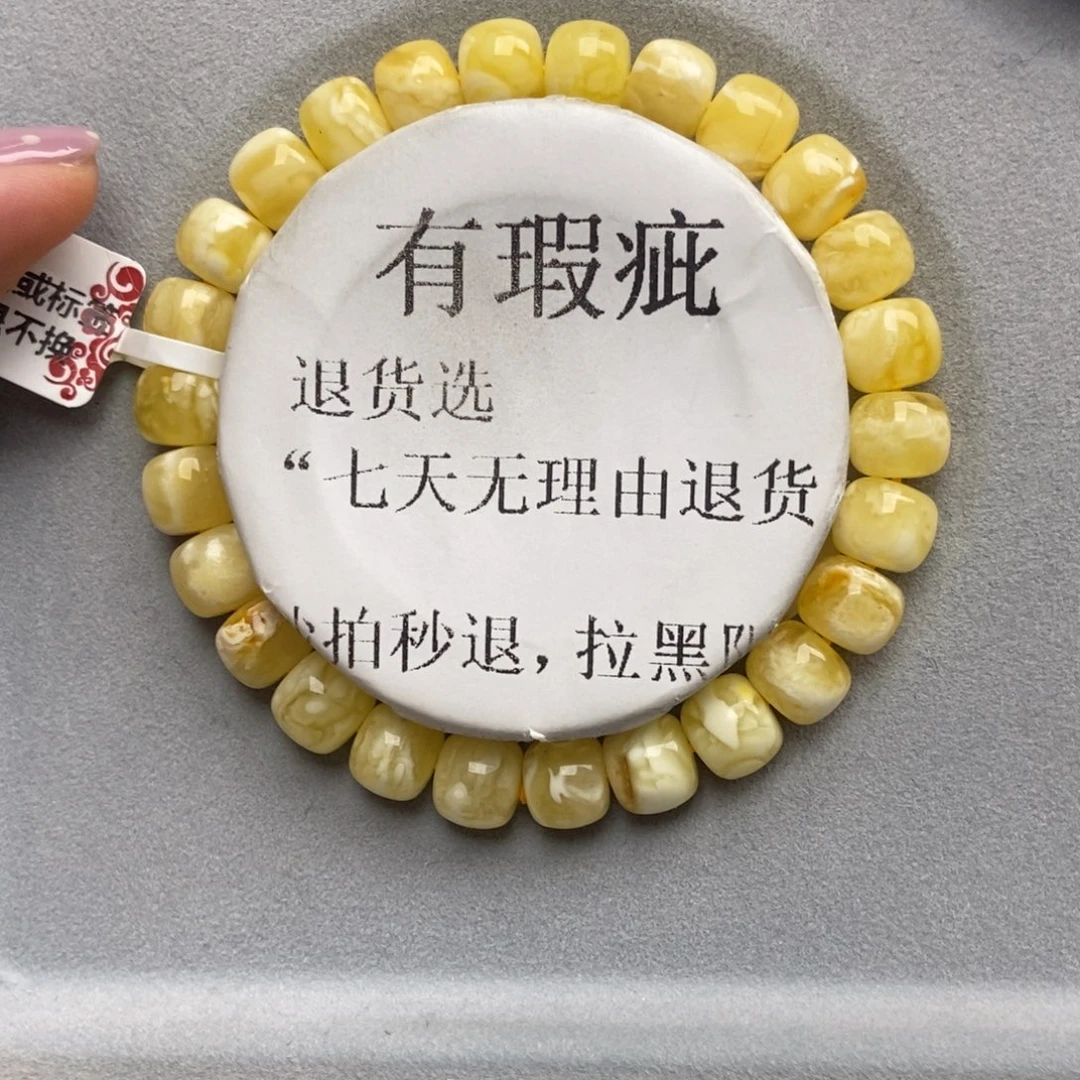 有瑕疵
退货选
“七天无理由退货
拍秒退，拉黑
或标签
不换